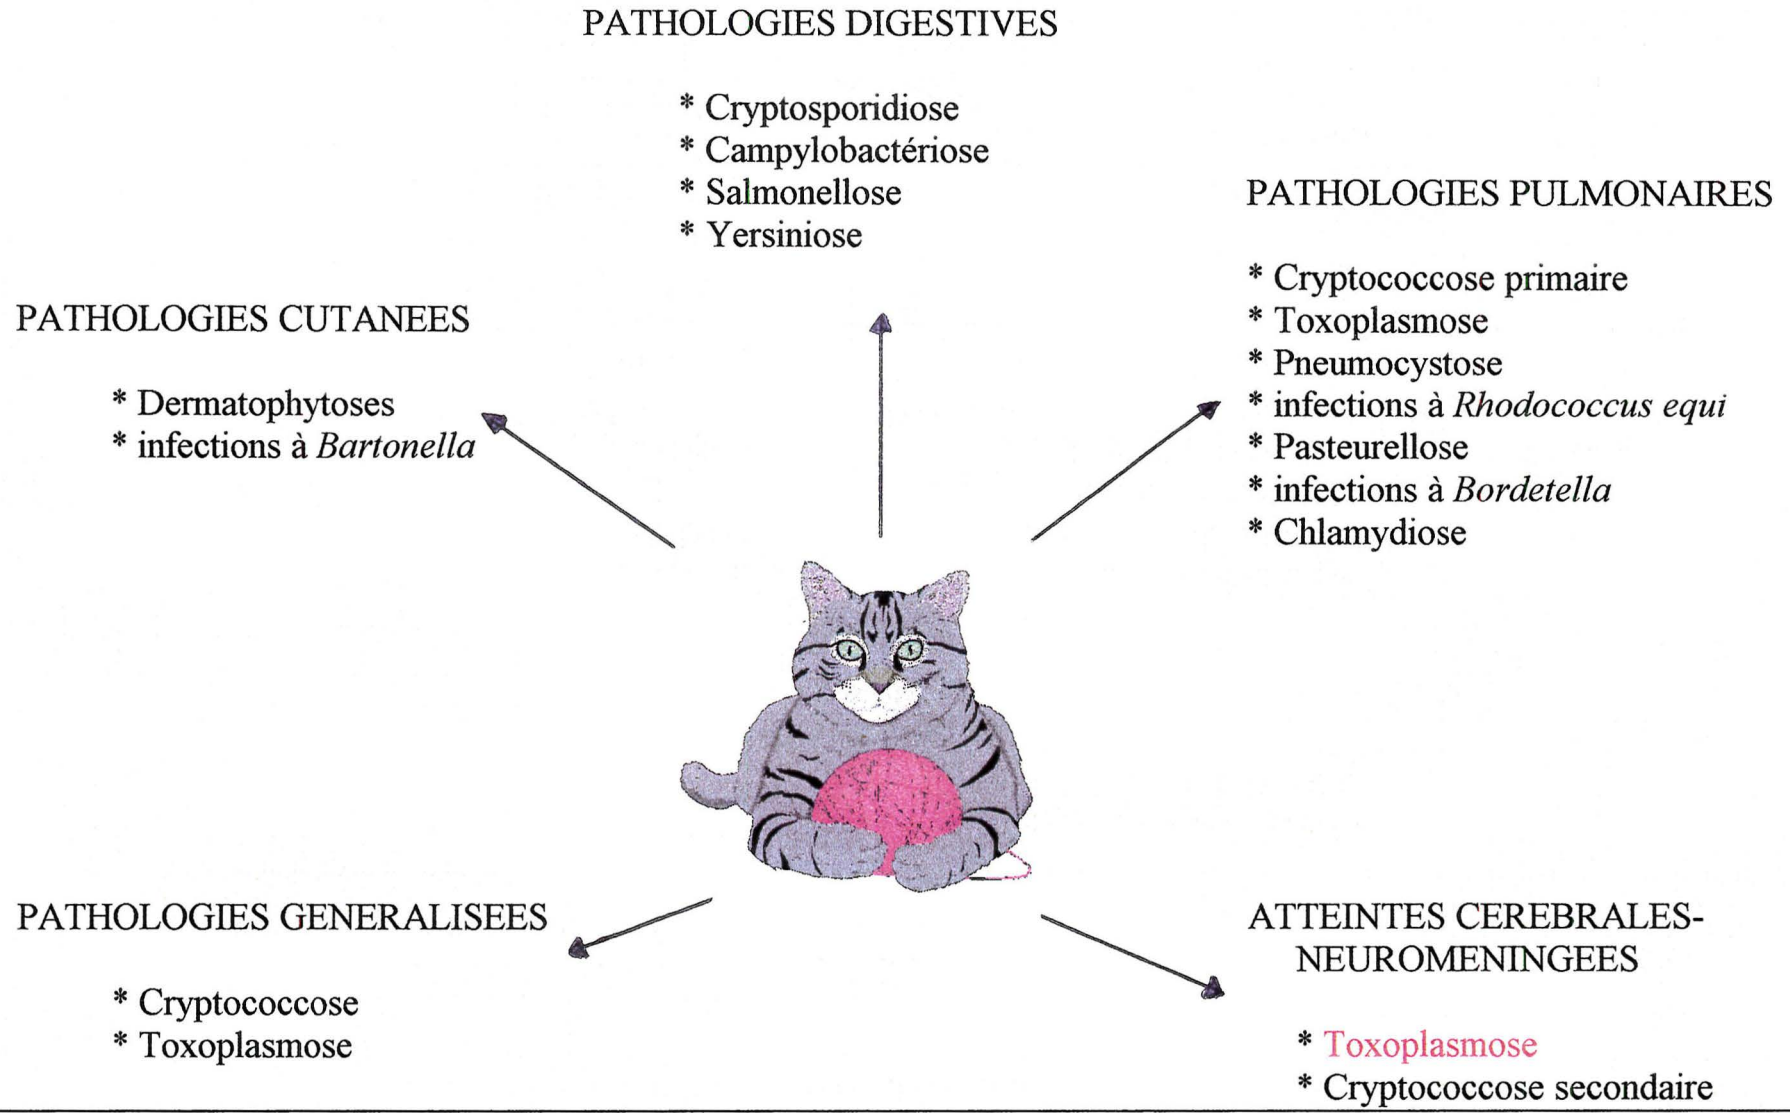 PATHOLOGIES DIGESTIVES
* Cryptosporidiose
* Campylobactériose
* Salmonellose
* Yersiniose
PATHOLOGIES PULMONAIRES
* Cryptococcose primaire
* Toxoplasmose
* Pneumocystose
* infections à Rhodococcus equi
* Pasteurellose
* infections à Bordetella
* Chlamydiose
PATHOLOGIES CUTANEES
* Dermatophytoses
* infections à Bartonella
PATHOLOGIES GENERALISEES
* Cryptococcose
* Toxoplasmose
ATTEINTES CEREBRALES-
NEUROMENINGEES
* Toxoplasmose
* Cryptococcose secondaire